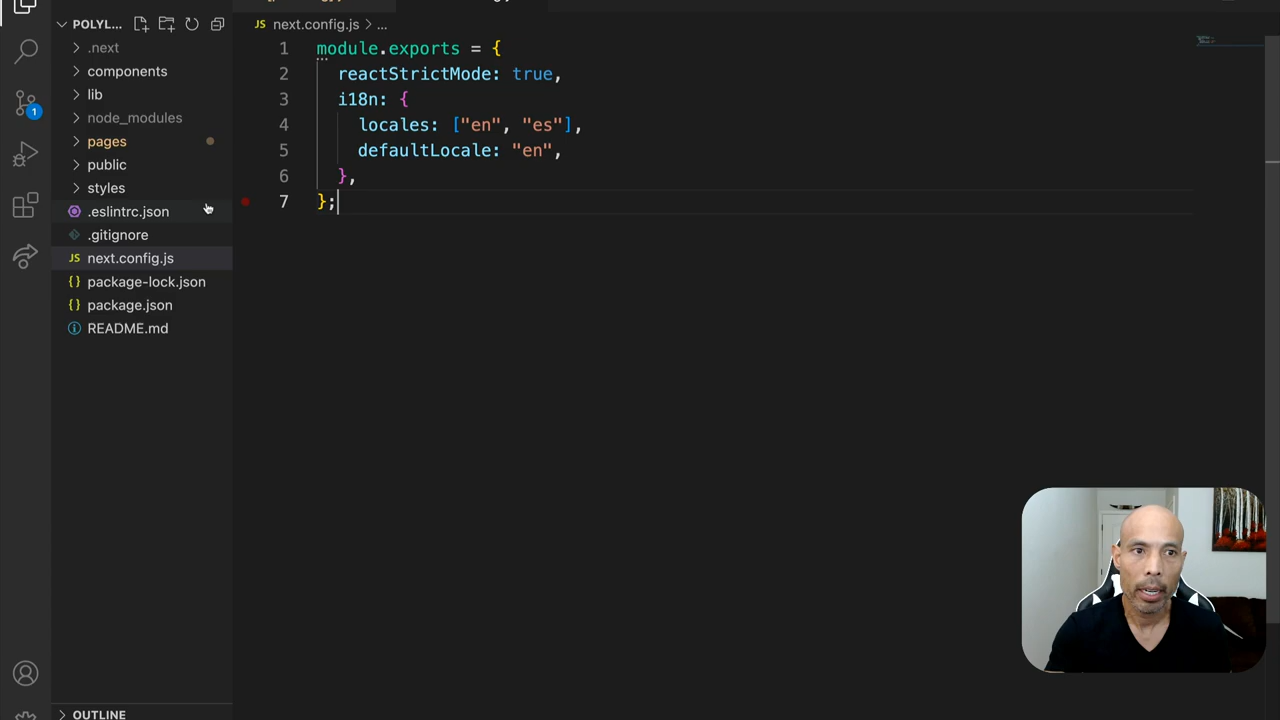 POLYL...
.next
components
lib
node_modules
pages
public
styles
.eslintrc.json
.gitignore
JS next.config.js
{ } package-lock.json
{ } package.json
README.md
OUTLINE
1
JS next.config.js > ...
1 module.exports = {
2 reactStrictMode: true,
3 i18n: {
4 locales: ["en", "es"],
5 defaultLocale: "en",
6 },
7 };